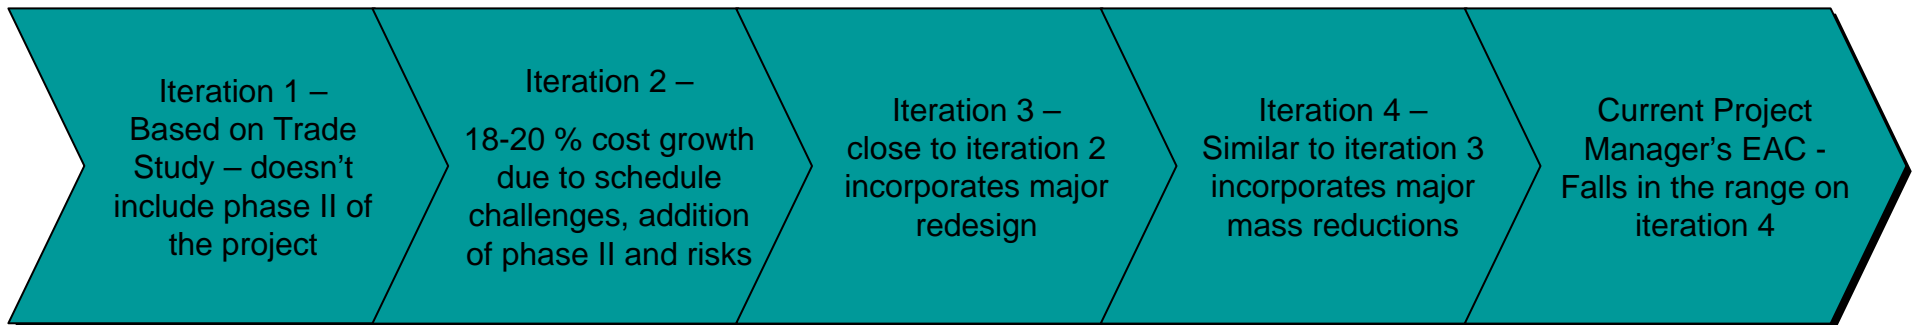 Iteration 1 –
Based on Trade
Study – doesn't
include phase II of
the project
Iteration 2 –
18-20 % cost growth
due to schedule
challenges, addition
of phase II and risks
Iteration 3 –
close to iteration 2
incorporates major
redesign
Iteration 4 –
Similar to iteration 3
incorporates major
mass reductions
Current Project
Manager's EAC -
Falls in the range on
iteration 4